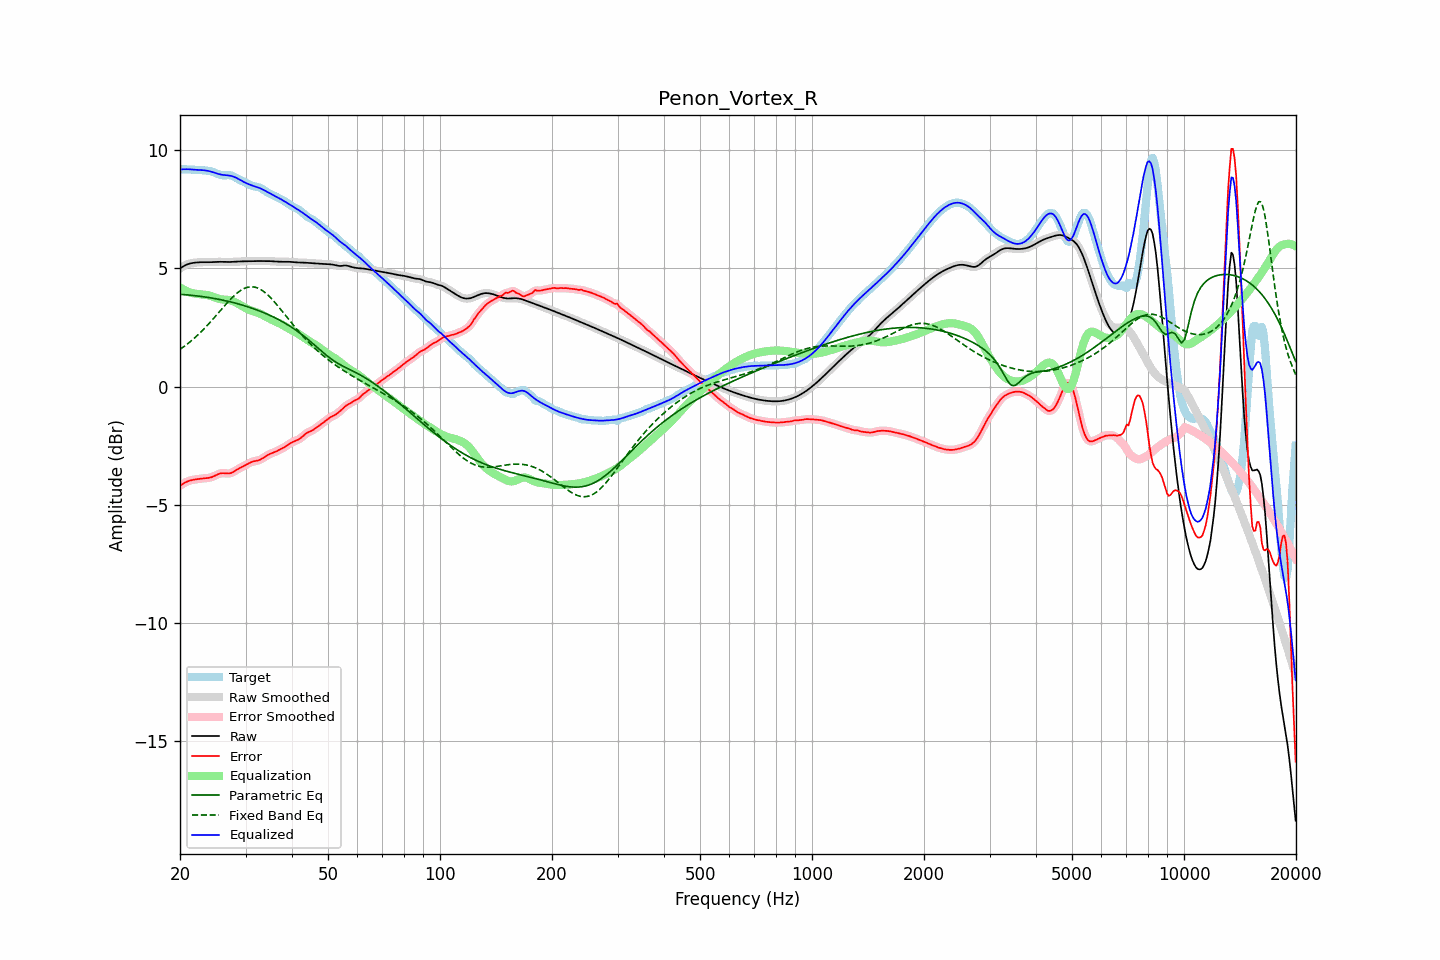 Penon_Vortex_R
10
5
0
−5
−10
−15
Amplitude (dBr)
Target
Raw Smoothed
Error Smoothed
Raw
Error
Equalization
Parametric Eq
Fixed Band Eq
Equalized
20 50 100 200 500 1000 2000 5000 10000 20000
Frequency (Hz)